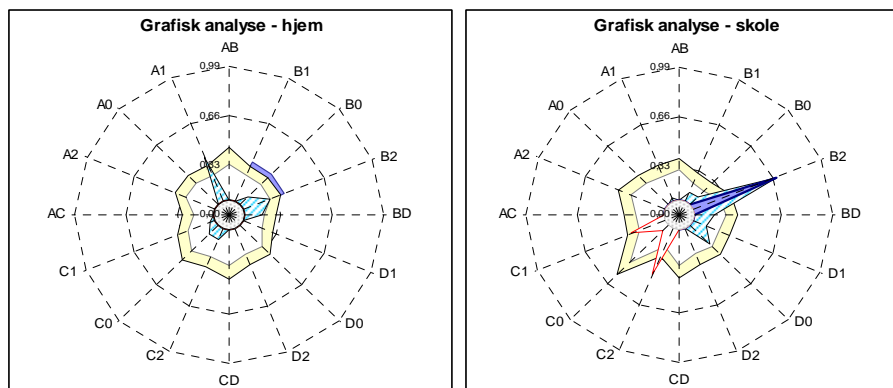 Grafisk analyse - hjem
AB
0,99
A1
B1
A0
B0
0,66
A2
B2
0,33
AC
0,00
BD
C1
D1
C0
D0
C2
D2
CD
Grafisk analyse - skole
AB
0,99
A1
B1
A0
B0
0,66
A2
B2
0,33
AC
0,00
BD
C1
D1
C0
D0
C2
D2
CD